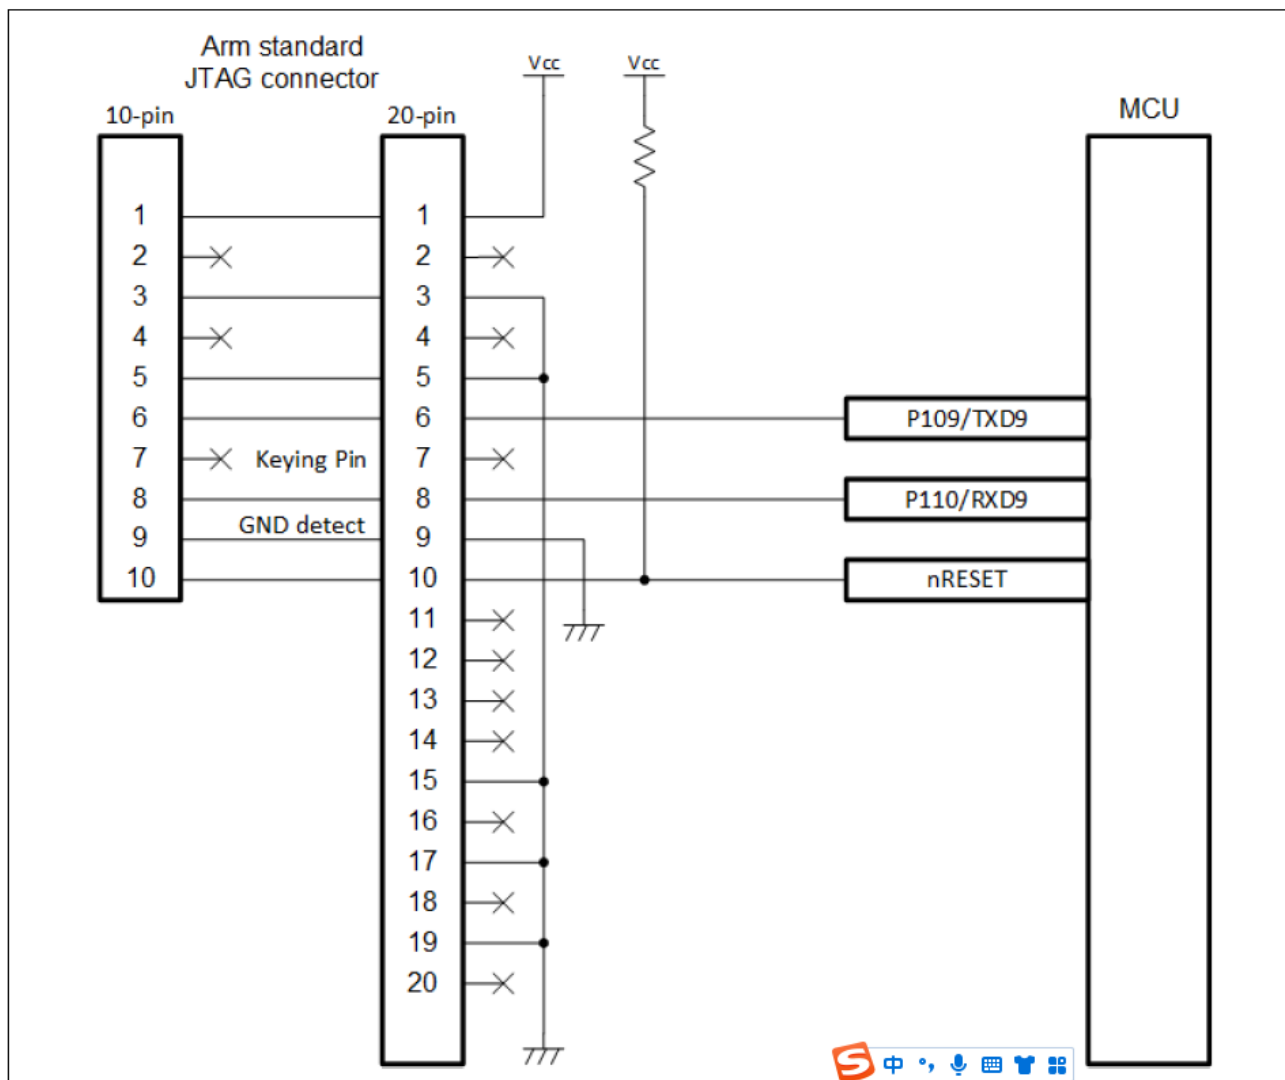 Arm standard
JTAG connector
10-pin
20-pin
Vcc
Vcc
MCU
1
1
2
2
3
3
4
4
5
5
6
6
P109/TXD9
7
Keying Pin
7
8
8
P110/RXD9
GND detect
9
9
10
10
nRESET
11
12
13
14
15
16
17
18
19
20
S 中